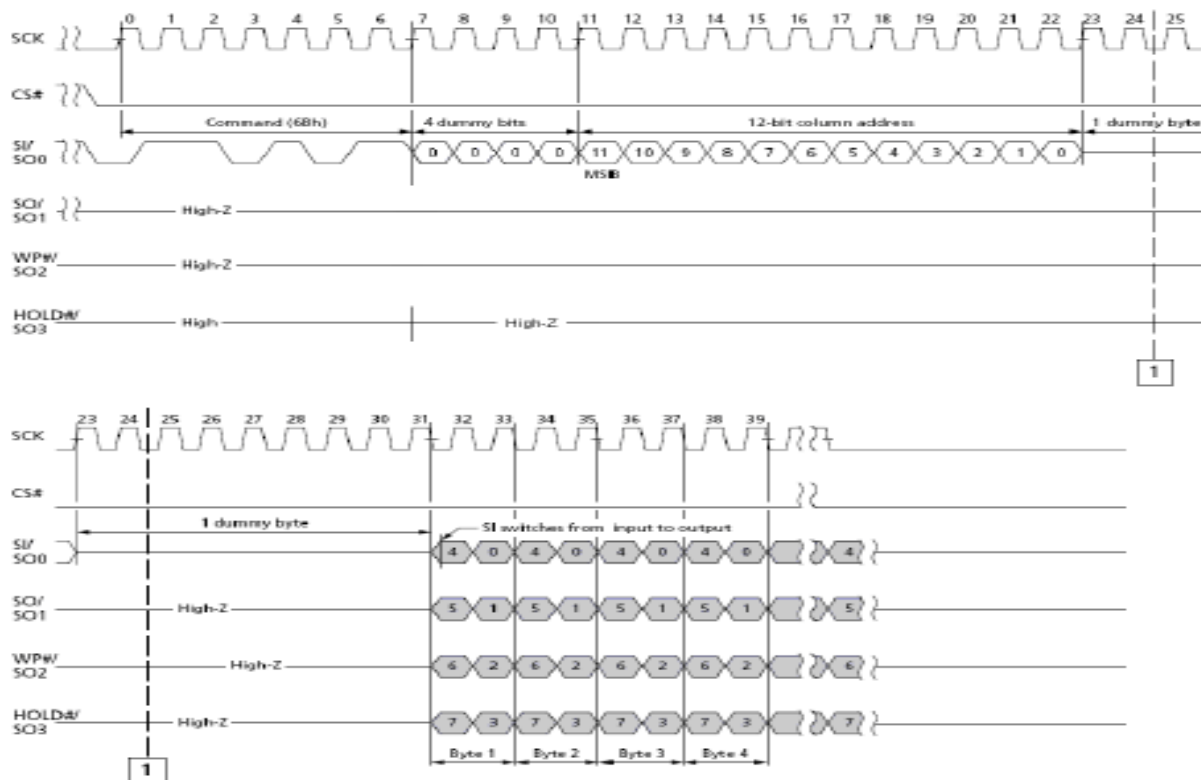 0 1 2 3 4 5 6 7 8 9 10 11 12 13 14 15 16 17 18 19 20 21 22 23 24 25
SCK
CS#
Command (6Bh) 4 dummy bits 12-bit column address 1 dummy byte
SI/
SO0
0 0 0 0 11 10 9 8 7 6 5 4 3 2 1 0
MSB
SO/
SO1
High-Z
WP#/
SO2
High-Z
HOLD#/
SO3
High High-Z
1
23 24 25 26 27 28 29 30 31 32 33 34 35 36 37 38 39
SCK
CS#
1 dummy byte SI switches from input to output
SI/
SO0
4 0 4 0 4 0 4 0 4
SO/
SO1
High-Z 5 1 5 1 5 1 5 1 5
WP#/
SO2
High-Z 6 2 6 2 6 2 6 2 6
HOLD#/
SO3
High-Z 7 3 7 3 7 3 7 3 7
Byte 1 Byte 2 Byte 3 Byte 4
1